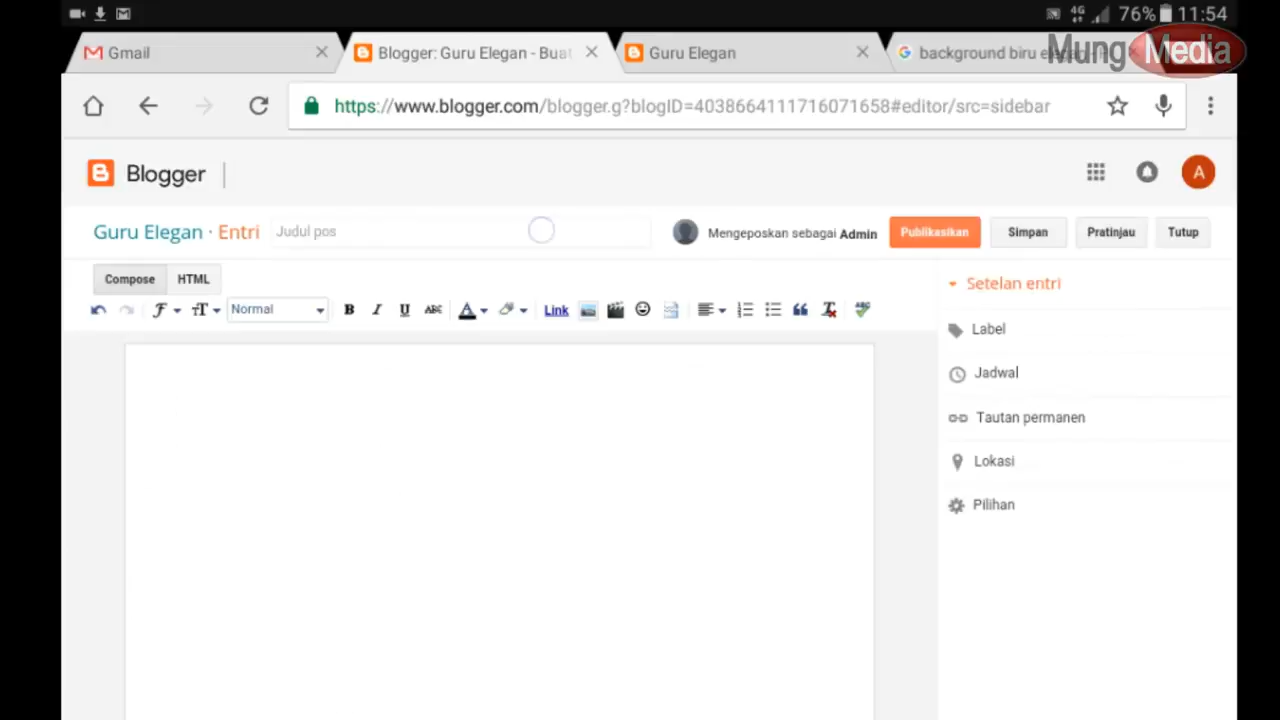 76% 11:54
4G
Gmail
Blogger: Guru Elegan - Buat
Guru Elegan
background biru
Mung Media
https://www.blogger.com/blogger.g?blogID=4038664111716071658#editor/src=sidebar
Blogger
A
Guru Elegan · Entri
Judul pos
Mengeposkan sebagai Admin
Publikasikan
Simpan
Pratinjau
Tutup
Compose
HTML
Setelan entri
Normal
B I U ABC A Link
Label
Jadwal
Tautan permanen
Lokasi
Pilihan